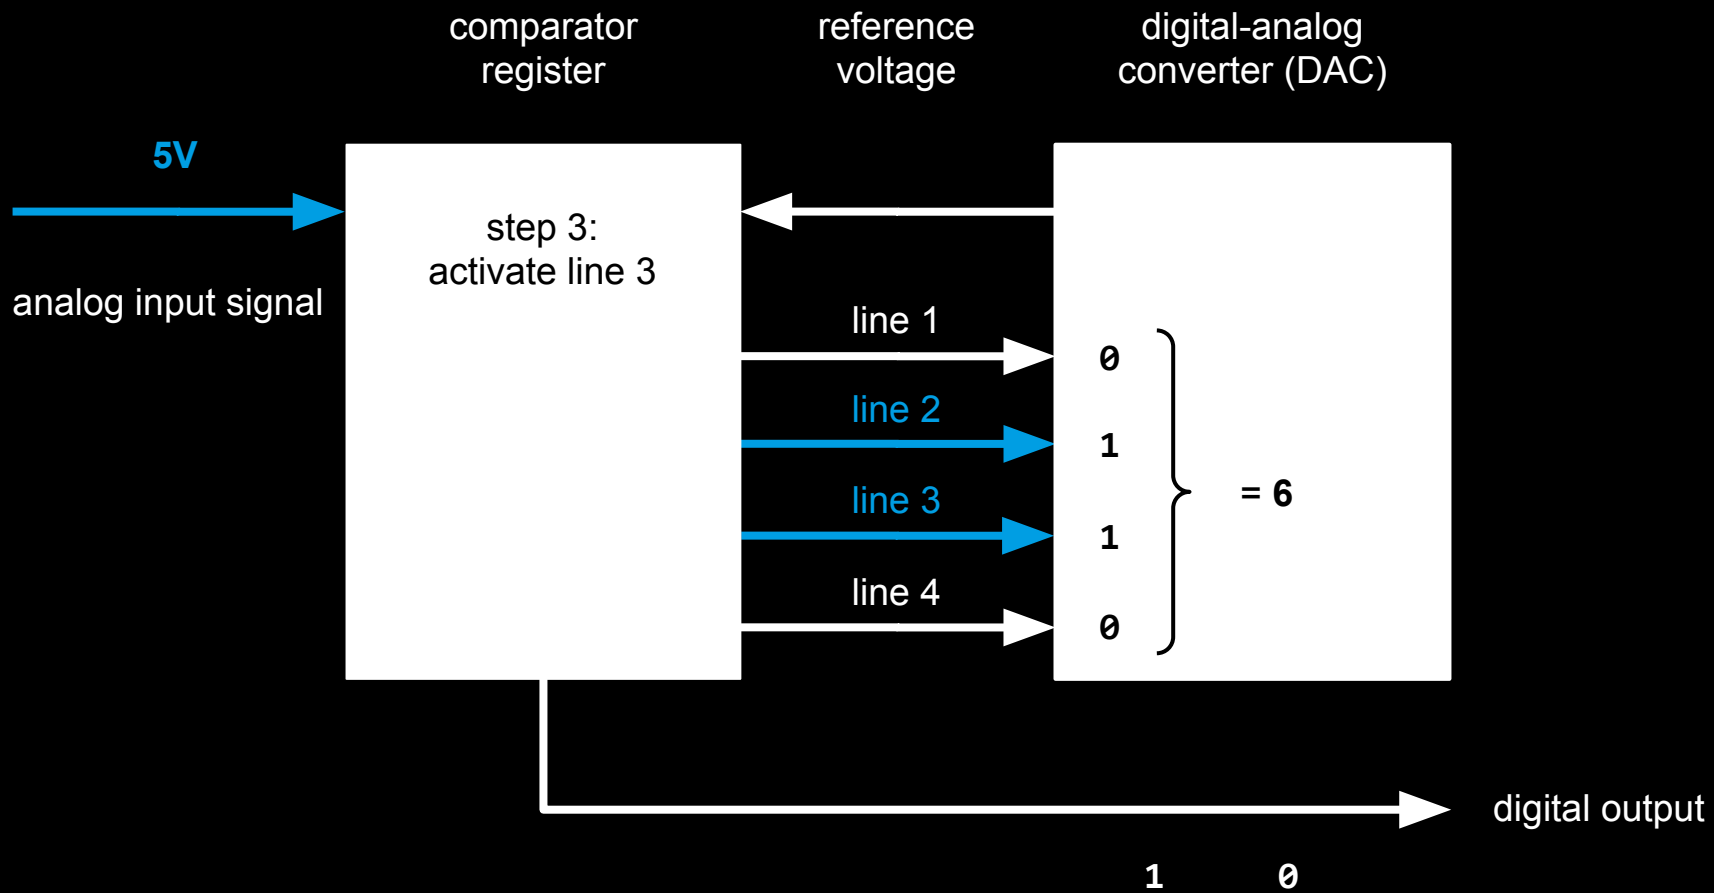 comparator
register
reference
voltage
digital-analog
converter (DAC)
5V
analog input signal
step 3:
activate line 3
line 1
line 2
line 3
line 4
0
1
1
0
= 6
digital output
1 0